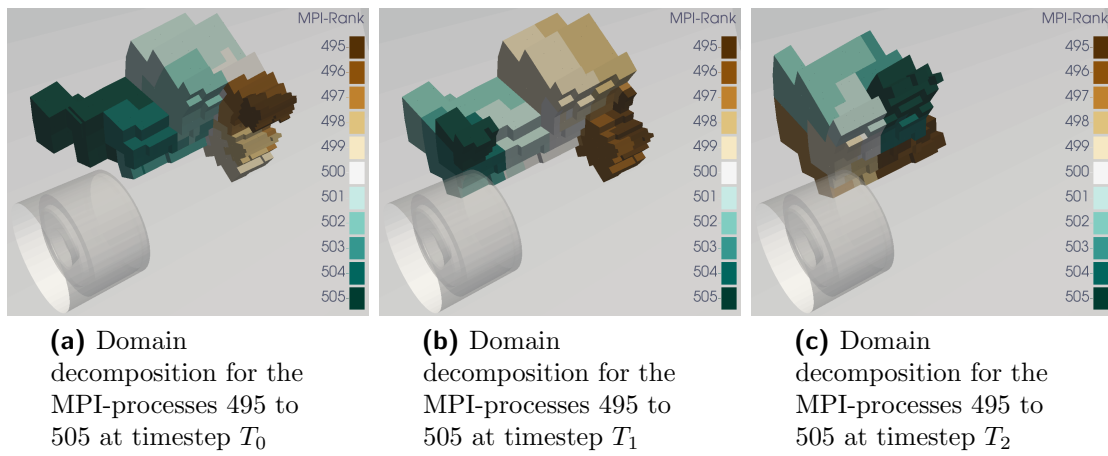 MPI-Rank
495
496
497
498
499
500
501
502
503
504
505
MPI-Rank
495
496
497
498
499
500
501
502
503
504
505
MPI-Rank
495
496
497
498
499
500
501
502
503
504
505
(a) Domain
decomposition for the
MPI-processes 495 to
505 at timestep T₀
(b) Domain
decomposition for the
MPI-processes 495 to
505 at timestep T₁
(c) Domain
decomposition for the
MPI-processes 495 to
505 at timestep T₂